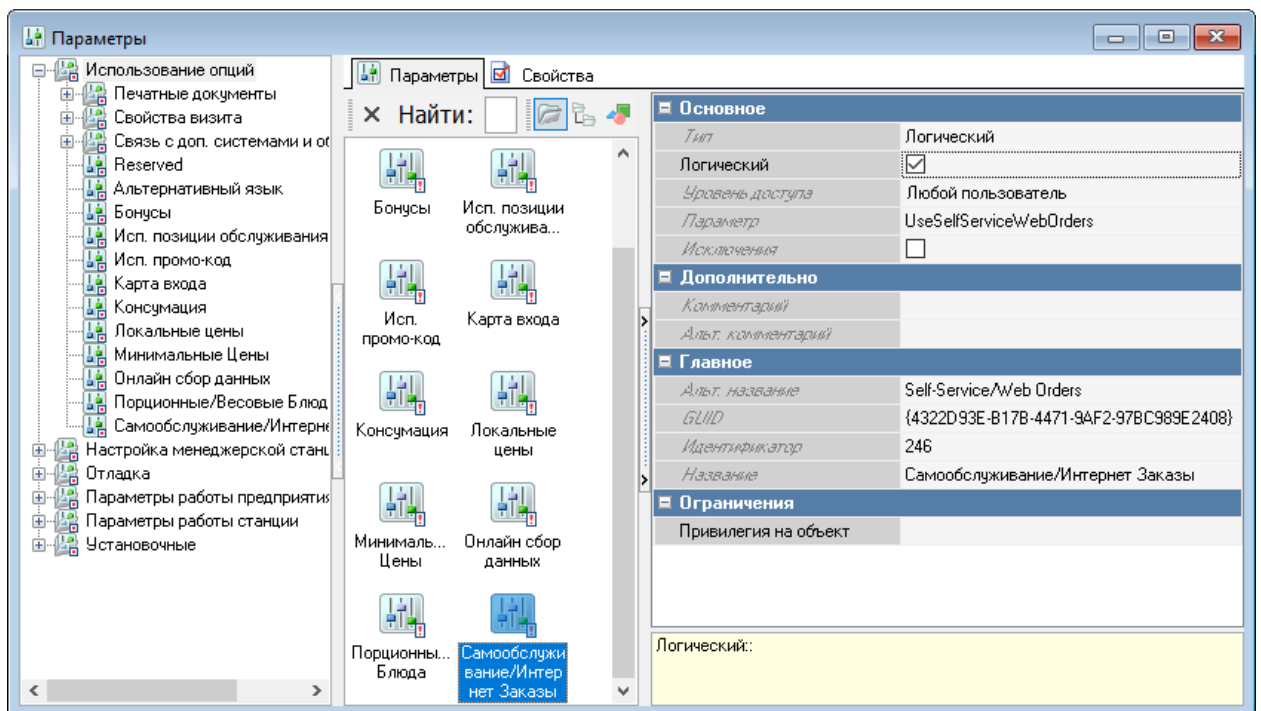 Параметры
Использование опций
Печатные документы
Свойства визита
Связь с доп. системами и об
Reserved
Альтернативный язык
Бонусы
Исп. позиции обслуживания
Исп. промо-код
Карта входа
Консумация
Локальные цены
Минимальные Цены
Онлайн сбор данных
Порционные/Весовые Блюд
Самообслуживание/Интерне
Настройка менеджерской станц
Отладка
Параметры работы предприятия
Параметры работы станции
Установочные
Параметры
Свойства
Найти:
Бонусы
Исп. позиции
обслужива...
Исп.
промо-код
Карта входа
Консумация
Локальные
цены
Минималь...
Цены
Онлайн сбор
данных
Порционны...
Блюда
Самообслужи
вание/Интер
нет Заказы
Основное
Тип Логический
Логический
Уровень доступа Любой пользователь
Параметр UseSelfServiceWebOrders
Исключения
Дополнительно
Комментарий
Альт. комментарий
Главное
Альт. название Self-Service/Web Orders
GUID {4322D93E-B17B-4471-9AF2-97BC989E2408}
Идентификатор 246
Название Самообслуживание/Интернет Заказы
Ограничения
Привилегия на объект
Логический::